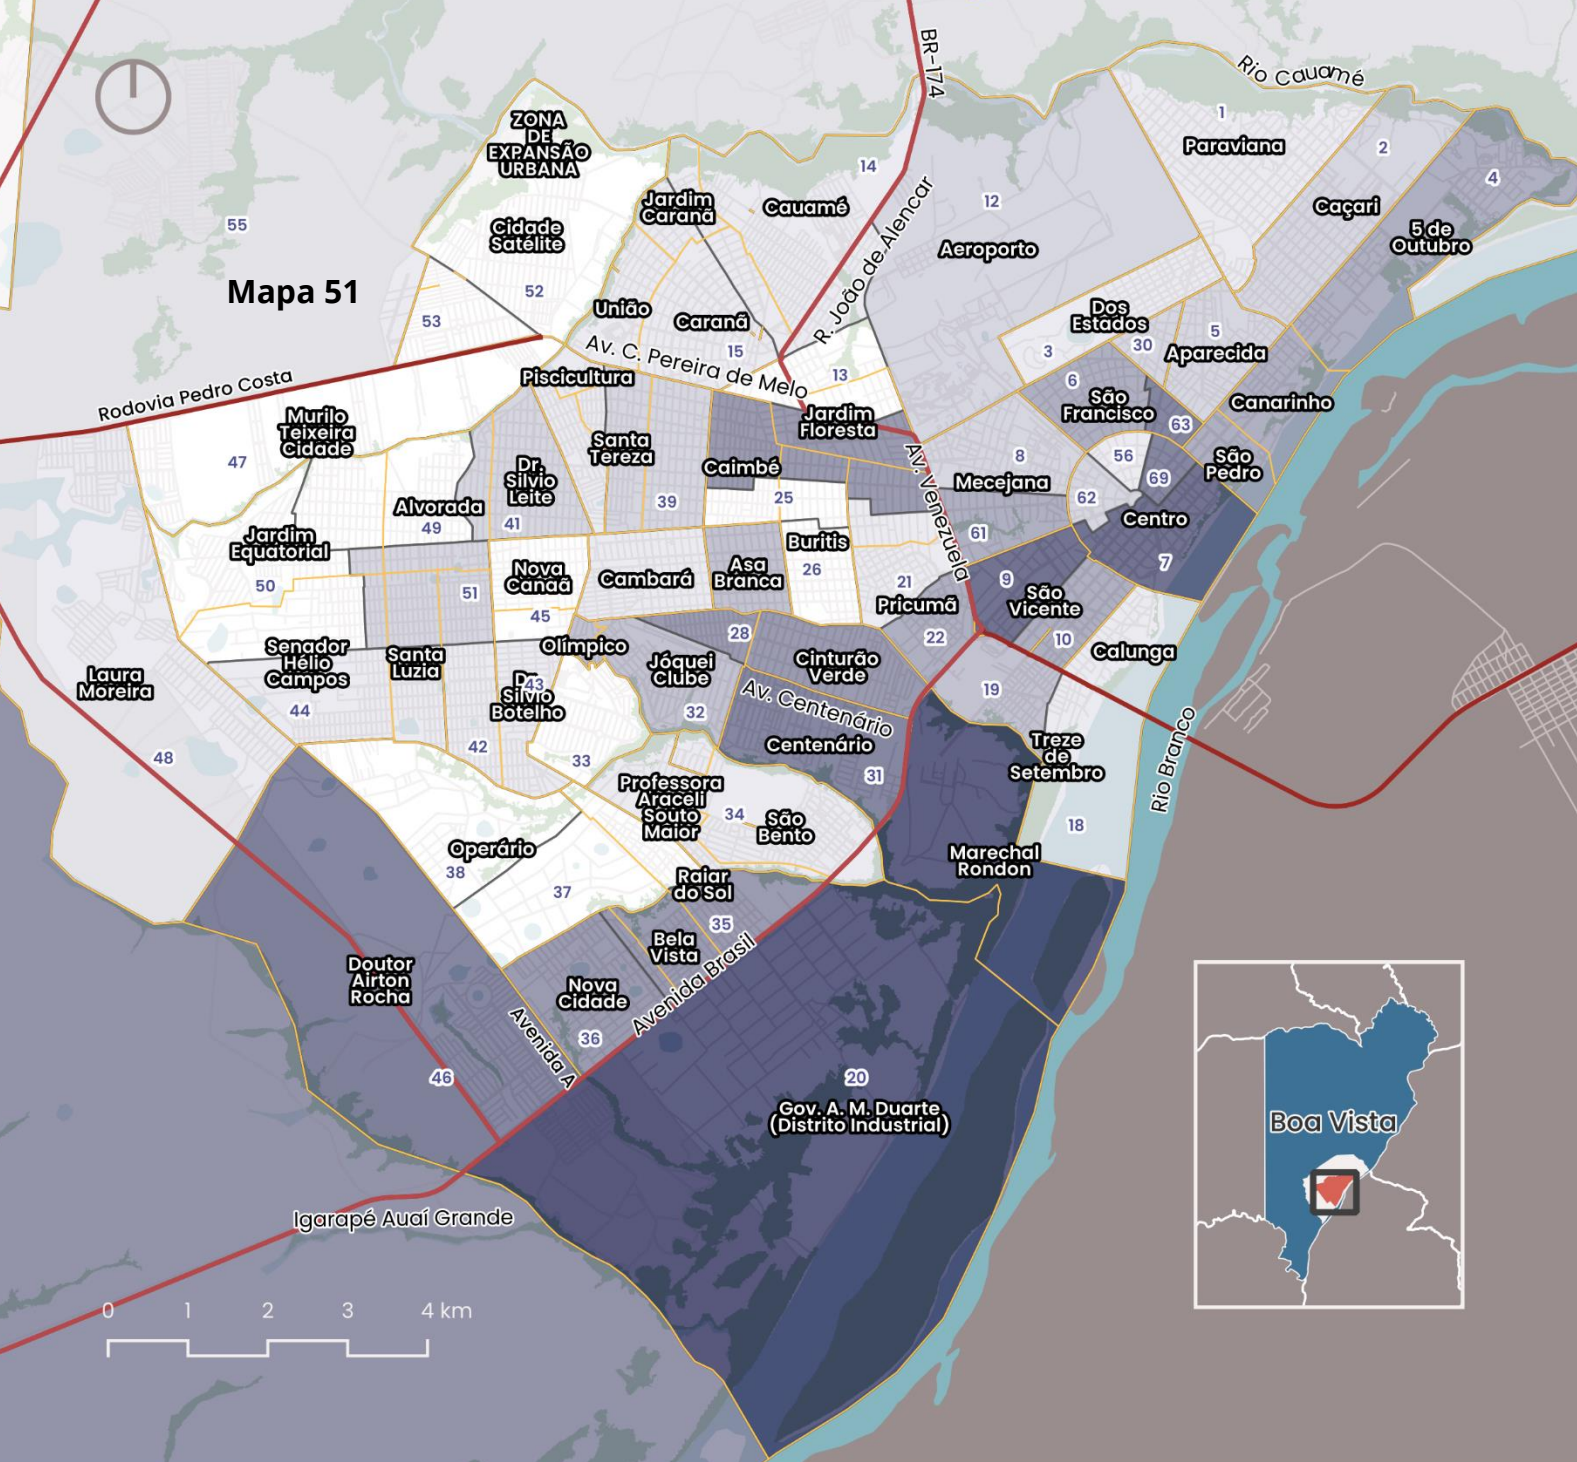 BR-174
Rio Cauamé
ZONA
DE
EXPANSÃO
URBANA
1
Paraviana
2
4
14
12
55
Jardim
Caranã
Cauamé
Caçari
Cidade
Satélite
5 de
Outubro
R. João de Alencar
Aeroporto
Mapa 51
52
53
União
Caranã
15
Dos
Estados
3
30
5
Aparecida
Av. C. Pereira de Melo
13
Rodovia Pedro Costa
Piscicultura
6
São
Francisco
63
Canarinho
Murilo
Teixeira
Cidade
47
Jardim
Floresta
Santa
Tereza
Caimbé
Av. Venezuela
8
56
São
Pedro
Dr.
Silvio
Leite
Mecejana
69
62
Alvorada
49
41
39
25
Centro
Jardim
Equatorial
Buritis
61
7
50
51
Nova
Canaã
Cambará
Asa
Branca
26
21
9
São
Vicente
45
Pricumã
28
22
10
Senador
Hélio
Campos
44
Santa
Luzia
Olímpico
Jóquei
Clube
Cinturão
Verde
Calunga
Laura
Moreira
Dr.
43
Silvio
Botelho
19
Av. Centenário
32
Treze
de
Setembro
48
42
33
Centenário
31
Rio Branco
Professora
Araceli
Souto
Maior
34
São
Bento
18
Operário
38
37
Marechal
Rondon
Raiar
do Sol
35
Bela
Vista
Doutor
Airton
Rocha
Nova
Cidade
36
Avenida Brasil
Avenida A
46
20
Gov. A. M. Duarte
(Distrito Industrial)
Boa Vista
Igarapé Auaí Grande
0 1 2 3 4 km